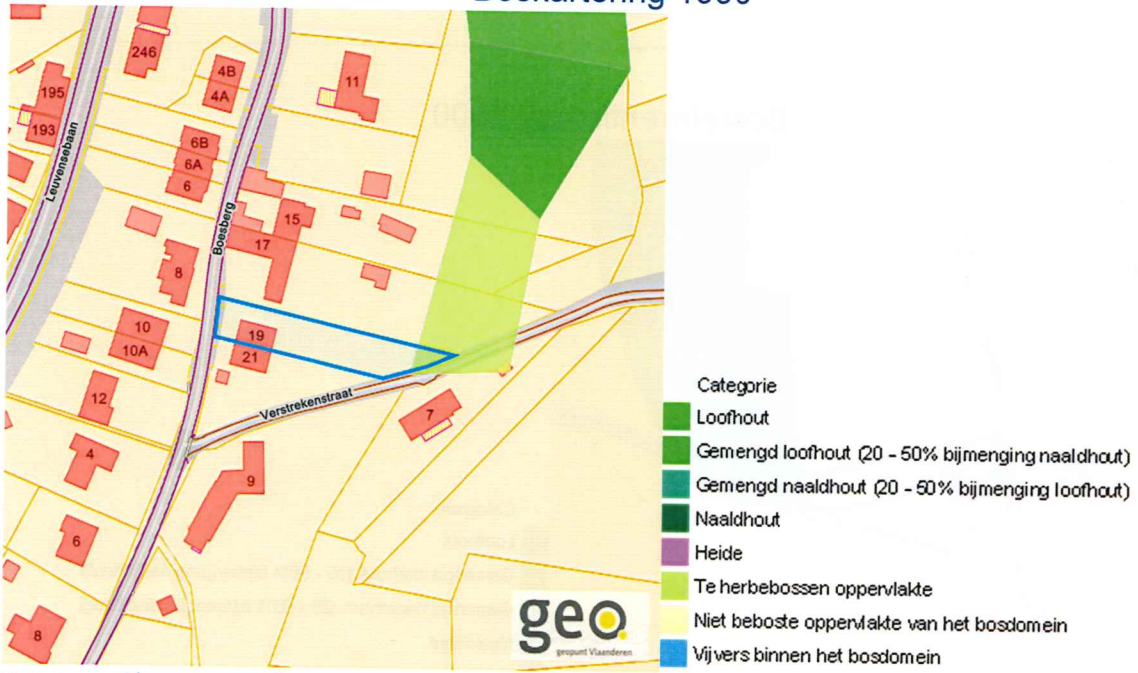 246
4B
4A
11
195
193
6B
6A
6
Leuvensebaan
Boesberg
15
17
8
10
10A
19
21
12
Verstrekenstraat
7
4
9
6
8
geo
geopunt Vlaanderen
Categorie
Loofhout
Gemengd loofhout (20 - 50% bijmenging naaldhout)
Gemengd naaldhout (20 - 50% bijmenging loofhout)
Naaldhout
Heide
Te herbebossen oppervlakte
Niet beboste oppervlakte van het bosdomein
Vijvers binnen het bosdomein